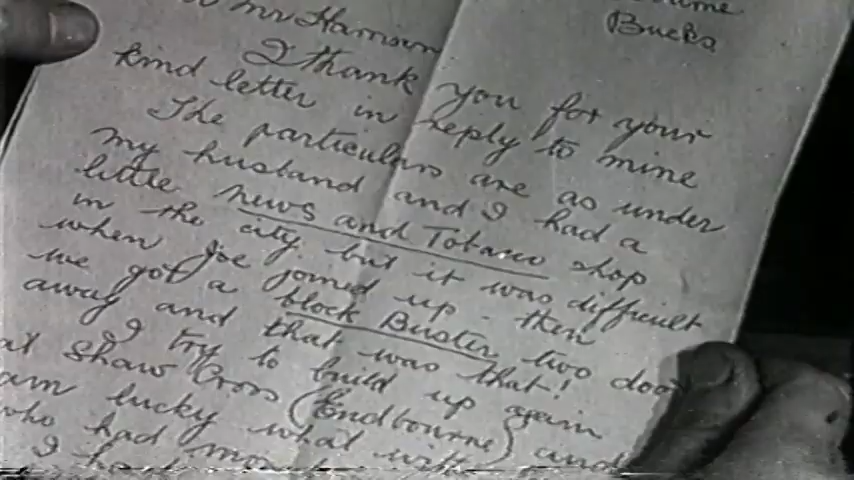 Bucks
Mr Harrison
I thank you for your
kind letter in reply to mine
The particulars are as under
my husband and I had a
little news and Tobacco shop
in the city but it was difficult
when Joe joined up - then
we got a block Buster two door
away and that was that!
I try to build up again
at Shaw Cross (Endbourne) and
am lucky what with
who had
I